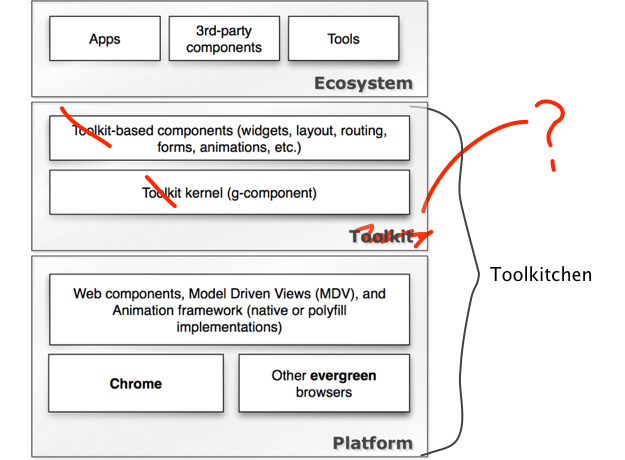 Apps
3rd-party
components
Tools
Ecosystem
Toolkit-based components (widgets, layout, routing,
forms, animations, etc.)
Toolkit kernel (g-component)
Toolkit
?
Toolkitchen
Web components, Model Driven Views (MDV), and
Animation framework (native or polyfill
implementations)
Chrome
Other evergreen
browsers
Platform